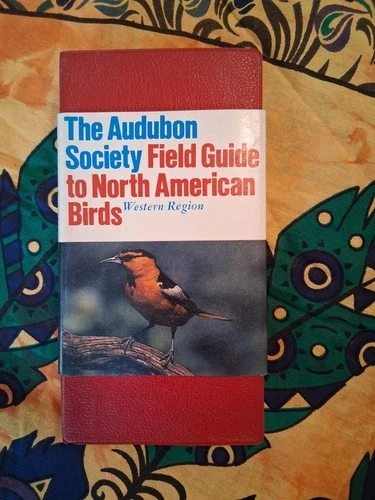 The Audubon
Society Field Guide
to North American
Birds Western Region